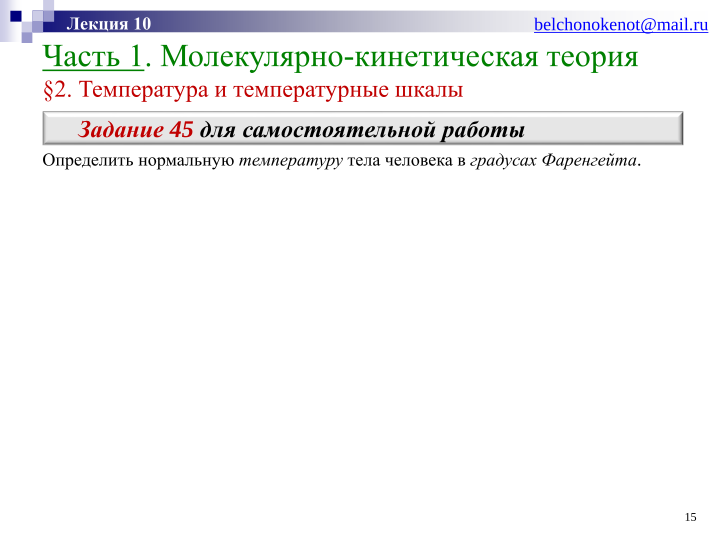 Лекция 10
belchonokenot@mail.ru
Часть 1. Молекулярно-кинетическая теория
§2. Температура и температурные шкалы
Задание 45 для самостоятельной работы
Определить нормальную температуру тела человека в градусах Фаренгейта.
15